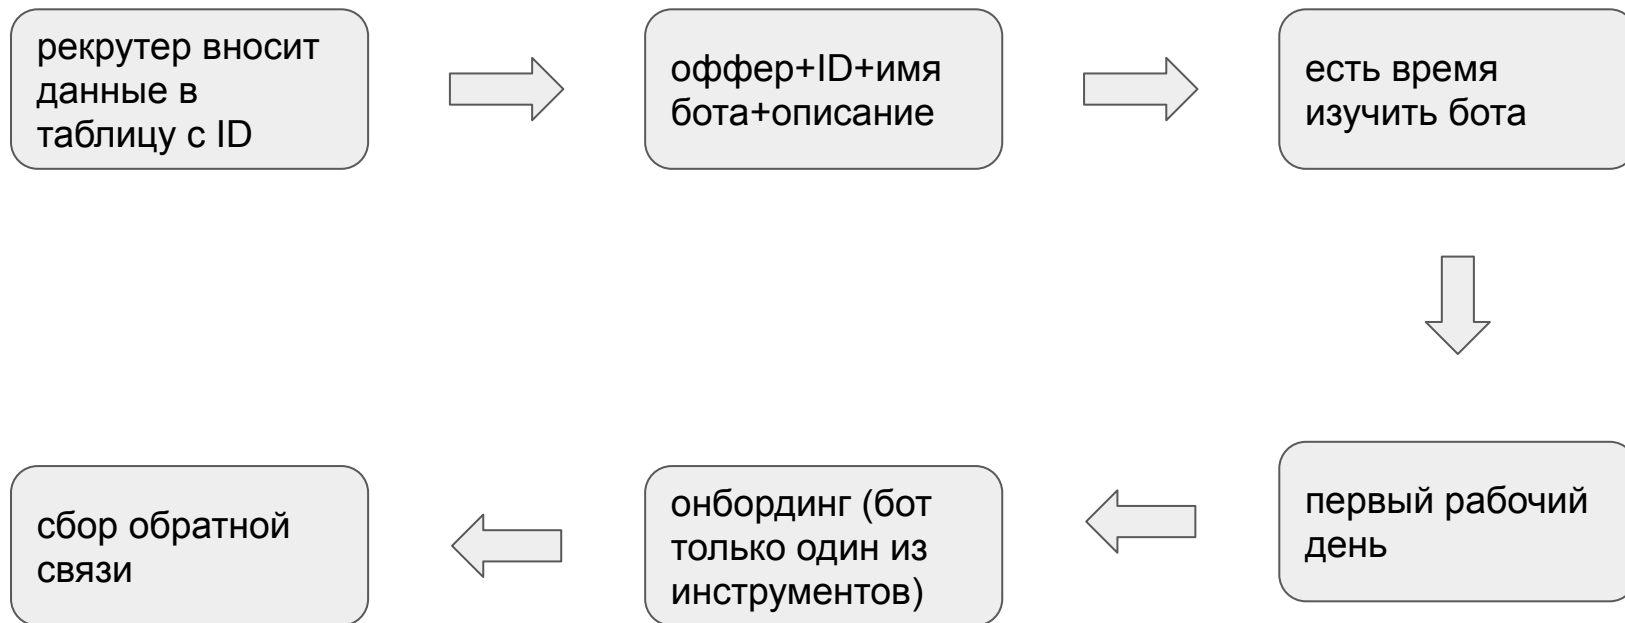 рекрутер вносит
данные в
таблицу с ID
оффер+ID+имя
бота+описание
есть время
изучить бота
первый рабочий
день
онбординг (бот
только один из
инструментов)
сбор обратной
связи